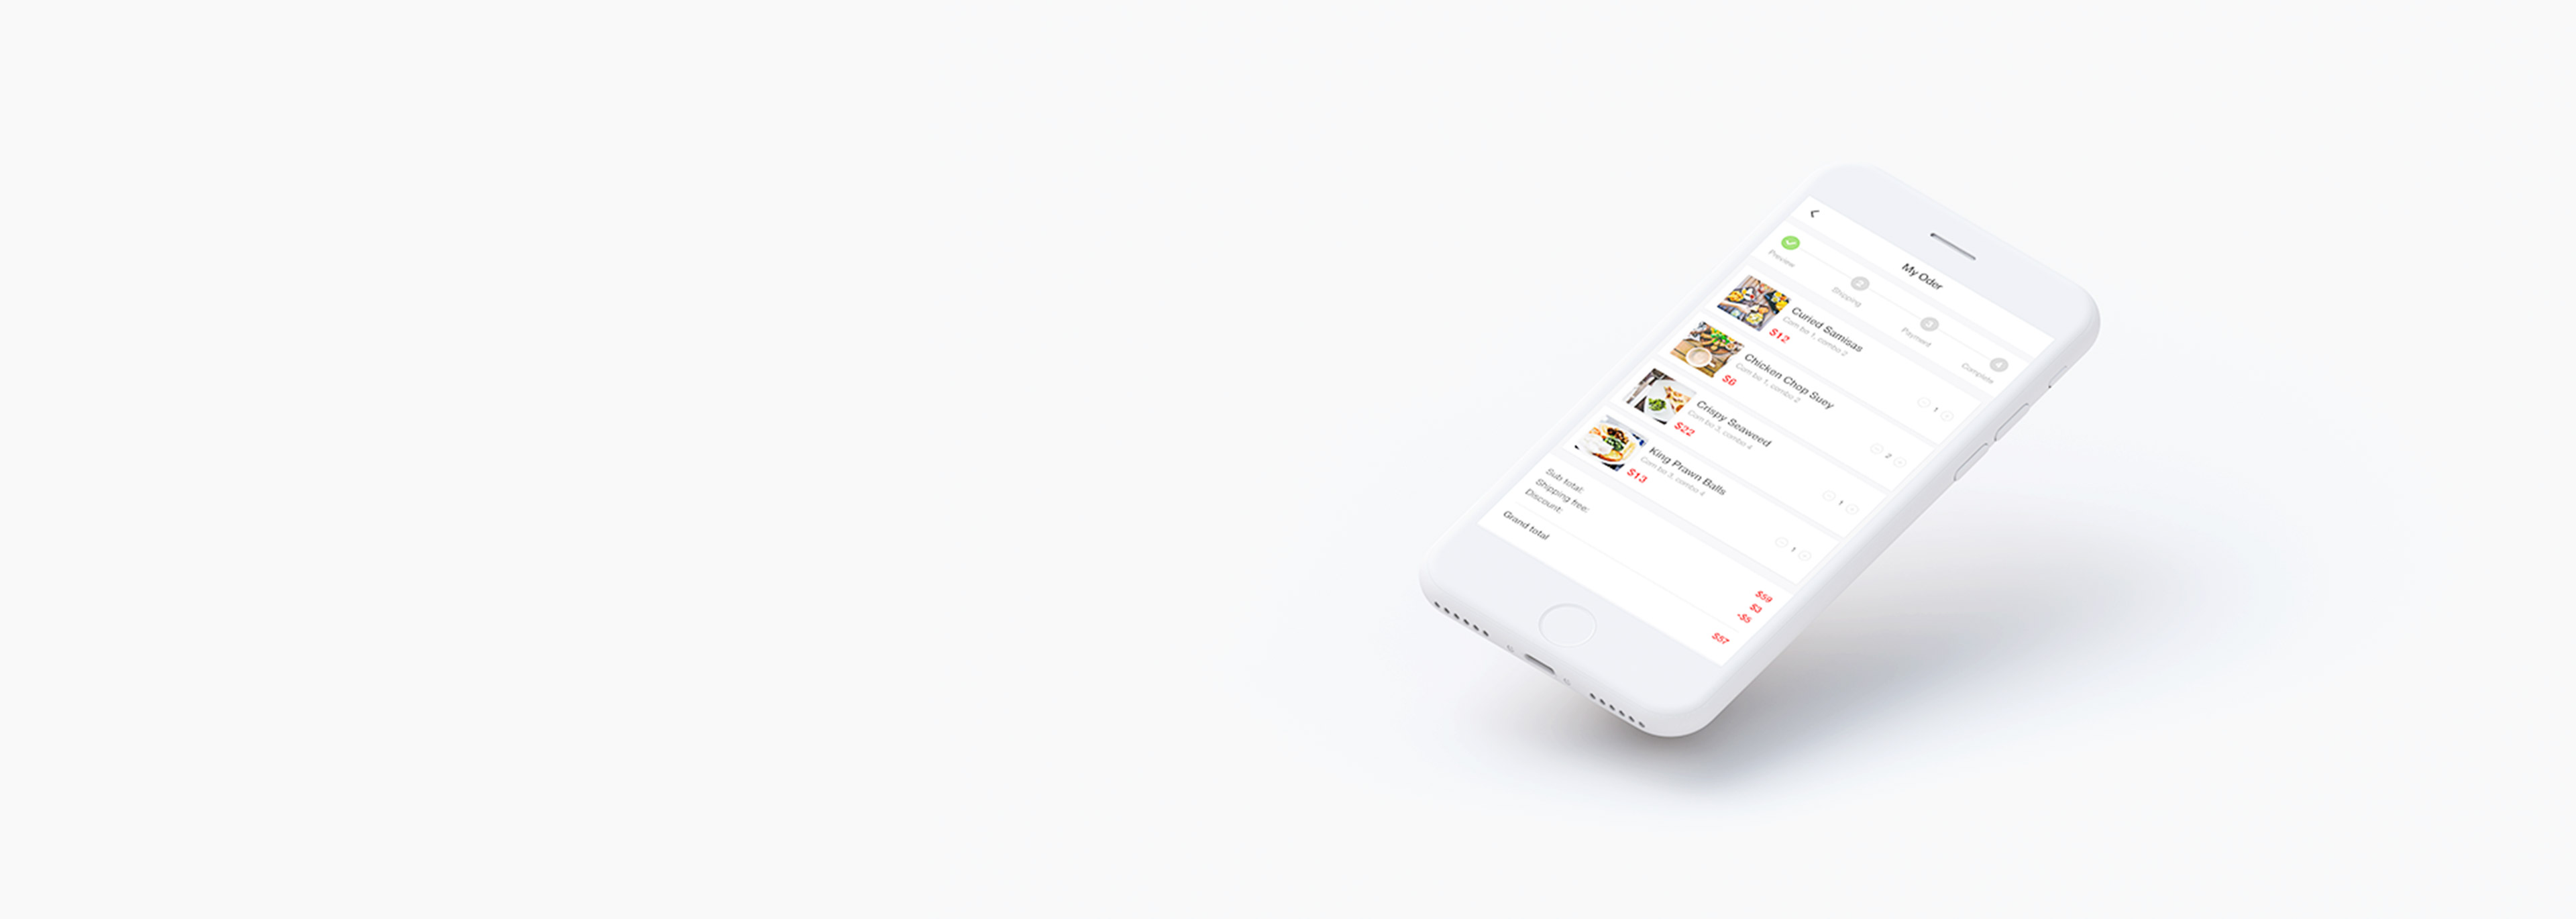 My Oder
Preview
2
Shipping
3
Payment
4
Complete
Curied Samisas
Com bo 1, combo 2
$12
1
Chicken Chop Suey
Com bo 1, combo 2
$6
2
Crispy Seaweed
Com bo 3, combo 4
$22
1
King Prawn Balls
Com bo 3, combo 4
$13
1
Sub total: $59
Shipping free: $3
Discount: -$5
Grand total $57